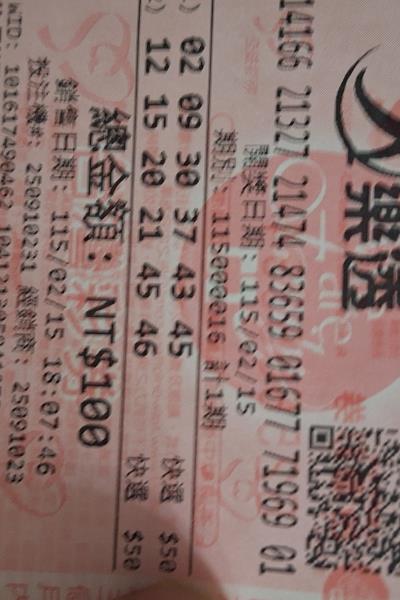 樂透
14166 21327 21474 83659 01677 71969 01
開獎日期: 115/02/15
期別: 115000016 計1期
02 09 30 37 43 45 快選 $50
12 15 20 21 45 46 快選 $50
總金額: NT$100
銷售日期: 115/02/15 18:07:46
投注機#: 250910231 經銷商: 25091023